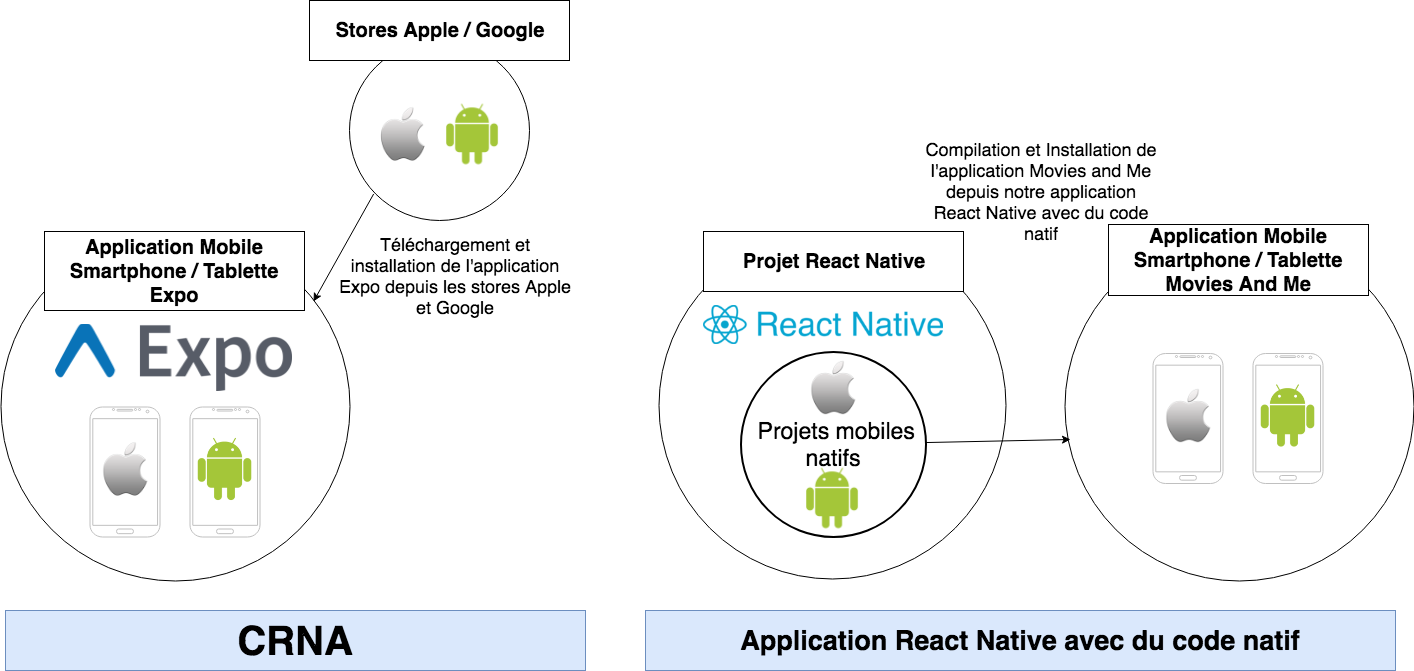 Stores Apple / Google
Application Mobile
Smartphone / Tablette
Expo
Téléchargement et
installation de l'application
Expo depuis les stores Apple
et Google
Expo
CRNA
Compilation et Installation de
l'application Movies and Me
depuis notre application
React Native avec du code
natif
Projet React Native
React Native
Projets mobiles
natifs
Application Mobile
Smartphone / Tablette
Movies And Me
Application React Native avec du code natif